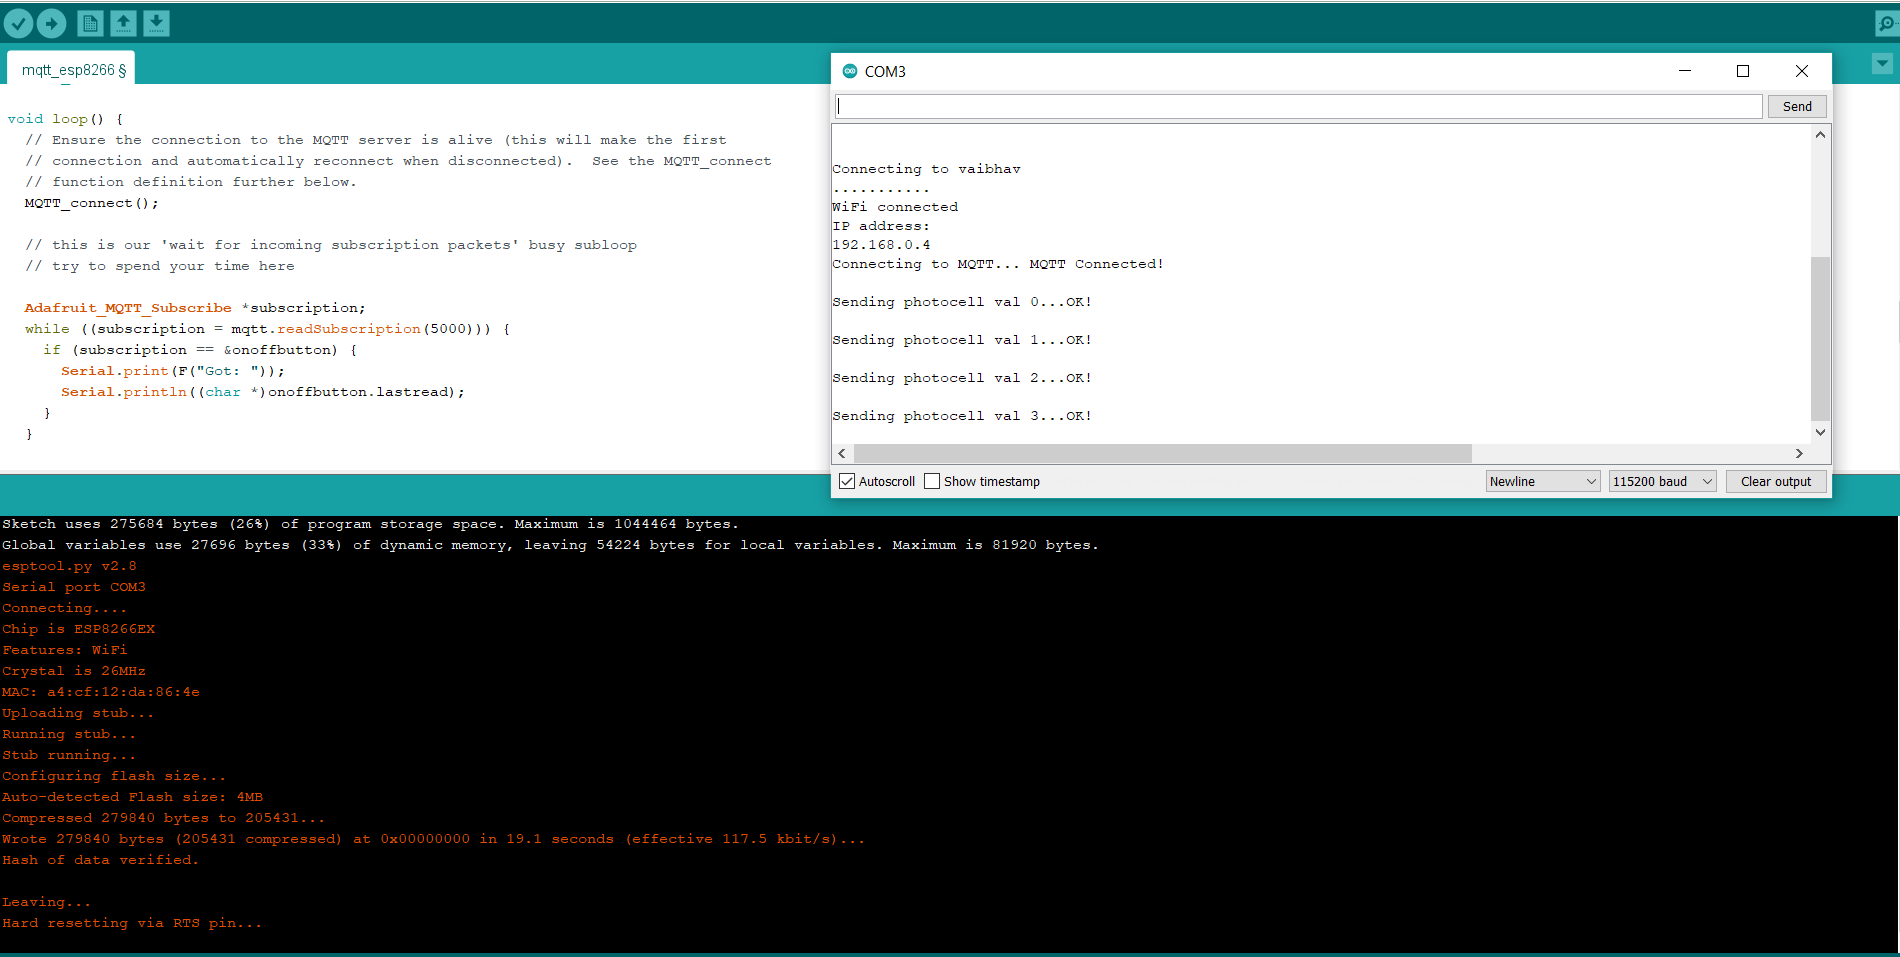 mqtt_esp8266 §
void loop() {
// Ensure the connection to the MQTT server is alive (this will make the first
// connection and automatically reconnect when disconnected).  See the MQTT_connect
// function definition further below.
MQTT_connect();
// this is our 'wait for incoming subscription packets' busy subloop
// try to spend your time here
Adafruit_MQTT_Subscribe *subscription;
while ((subscription = mqtt.readSubscription(5000))) {
if (subscription == &onoffbutton) {
Serial.print(F("Got: "));
Serial.println((char *)onoffbutton.lastread);
}
}
COM3
Send
Connecting to vaibhav
...........
WiFi connected
IP address:
192.168.0.4
Connecting to MQTT... MQTT Connected!
Sending photocell val 0...OK!
Sending photocell val 1...OK!
Sending photocell val 2...OK!
Sending photocell val 3...OK!
Autoscroll
Show timestamp
Newline
115200 baud
Clear output
Sketch uses 275684 bytes (26%) of program storage space. Maximum is 1044464 bytes.
Global variables use 27696 bytes (33%) of dynamic memory, leaving 54224 bytes for local variables. Maximum is 81920 bytes.
esptool.py v2.8
Serial port COM3
Connecting....
Chip is ESP8266EX
Features: WiFi
Crystal is 26MHz
MAC: a4:cf:12:da:86:4e
Uploading stub...
Running stub...
Stub running...
Configuring flash size...
Auto-detected Flash size: 4MB
Compressed 279840 bytes to 205431...
Wrote 279840 bytes (205431 compressed) at 0x00000000 in 19.1 seconds (effective 117.5 kbit/s)...
Hash of data verified.
Leaving...
Hard resetting via RTS pin...